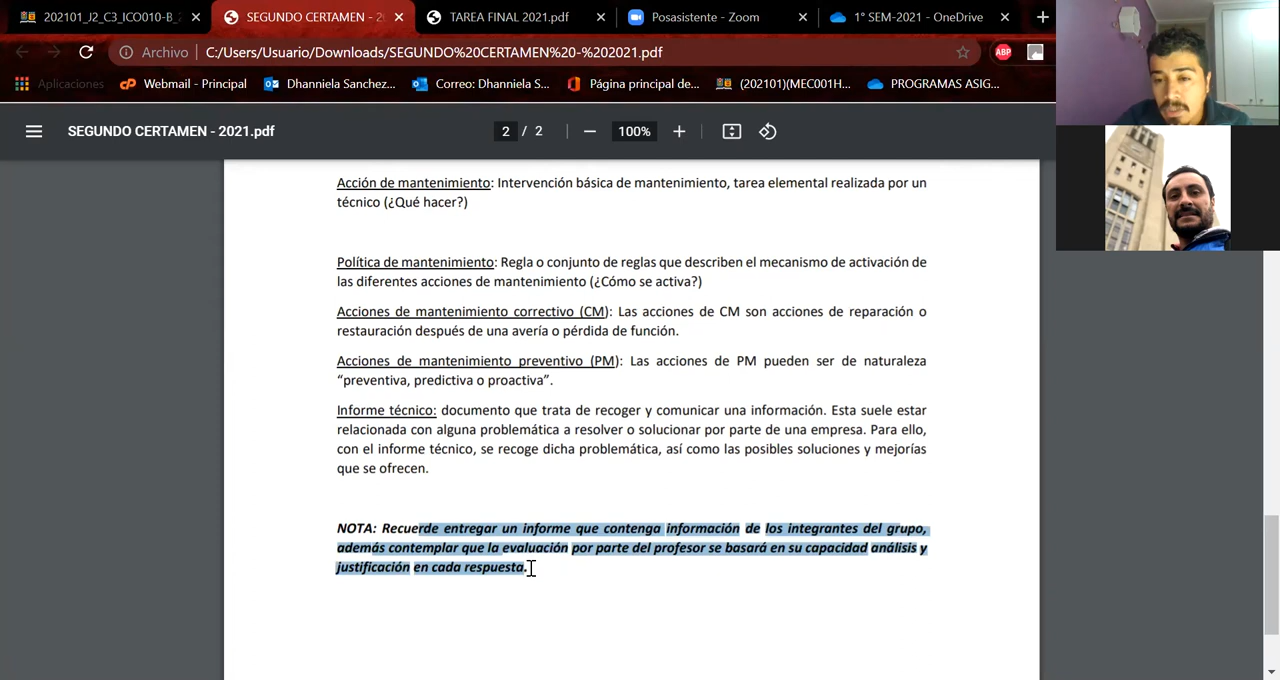 202101_J2_C3_ICO010-B_2
SEGUNDO CERTAMEN - 2
TAREA FINAL 2021.pdf
Posasistente - Zoom
1° SEM-2021 - OneDrive
Archivo
C:/Users/Usuario/Downloads/SEGUNDO%20CERTAMEN%20-%202021.pdf
ABP
Aplicaciones
Webmail - Principal
Dhanniela Sanchez...
Correo: Dhanniela S...
Página principal de...
(202101)(MEC001H...
PROGRAMAS ASIG...
SEGUNDO CERTAMEN - 2021.pdf
2 / 2
100%
Acción de mantenimiento: Intervención básica de mantenimiento, tarea elemental realizada por un
técnico (¿Qué hacer?)
Política de mantenimiento: Regla o conjunto de reglas que describen el mecanismo de activación de
las diferentes acciones de mantenimiento (¿Cómo se activa?)
Acciones de mantenimiento correctivo (CM): Las acciones de CM son acciones de reparación o
restauración después de una avería o pérdida de función.
Acciones de mantenimiento preventivo (PM): Las acciones de PM pueden ser de naturaleza
“preventiva, predictiva o proactiva”.
Informe técnico: documento que trata de recoger y comunicar una información. Esta suele estar
relacionada con alguna problemática a resolver o solucionar por parte de una empresa. Para ello,
con el informe técnico, se recoge dicha problemática, así como las posibles soluciones y mejorías
que se ofrecen.
NOTA: Recuerde entregar un informe que contenga información de los integrantes del grupo,
además contemplar que la evaluación por parte del profesor se basará en su capacidad análisis y
justificación en cada respuesta.